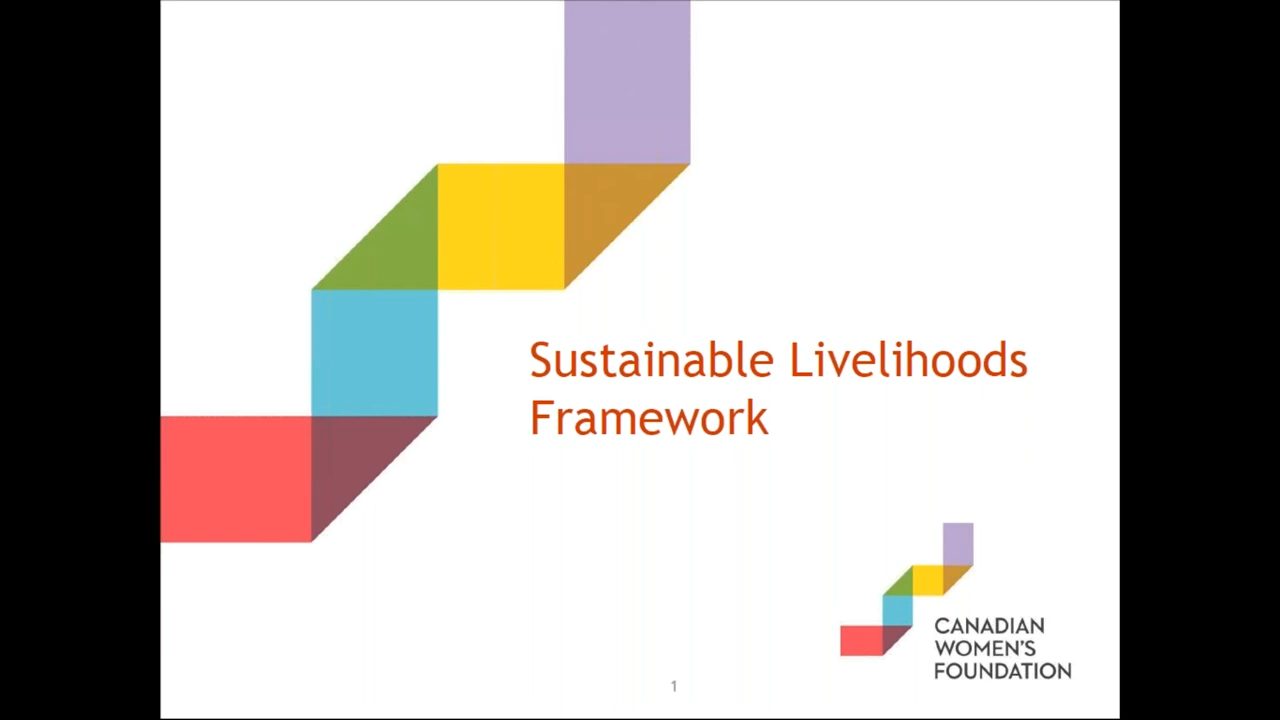 Sustainable Livelihoods
Framework
CANADIAN
WOMEN'S
FOUNDATION
1